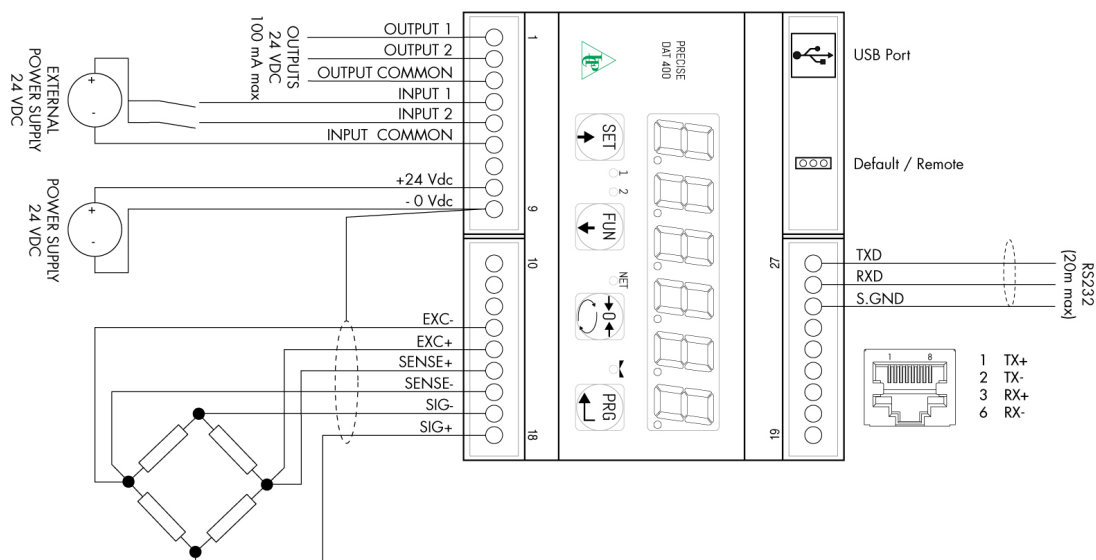 OUTPUT 1
OUTPUT 2
OUTPUT COMMON
INPUT 1
INPUT 2
INPUT COMMON
+24 Vdc
- 0 Vdc
OUTPUTS
24 VDC
100 mA max
EXTERNAL
POWER SUPPLY
24 VDC
+
-
POWER SUPPLY
24 VDC
+
-
EXC-
EXC+
SENSE+
SENSE-
SIG-
SIG+
1
9
10
18
PRECISE
DAT 400
SET
1
2
FUN
NET
0
PRG
27
19
USB Port
Default / Remote
TXD
RXD
S.GND
RS232
(20m max)
1 8
1 TX+
2 TX-
3 RX+
6 RX-